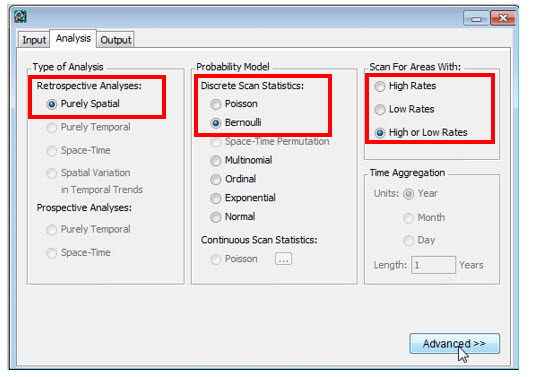 Input Analysis Output
Type of Analysis
Retrospective Analyses:
Purely Spatial
Purely Temporal
Space-Time
Spatial Variation
in Temporal Trends
Prospective Analyses:
Purely Temporal
Space-Time
Probability Model
Discrete Scan Statistics:
Poisson
Bernoulli
Space-Time Permutation
Multinomial
Ordinal
Exponential
Normal
Continuous Scan Statistics:
Poisson ...
Scan For Areas With:
High Rates
Low Rates
High or Low Rates
Time Aggregation
Units: Year
Month
Day
Length: 1 Years
Advanced >>